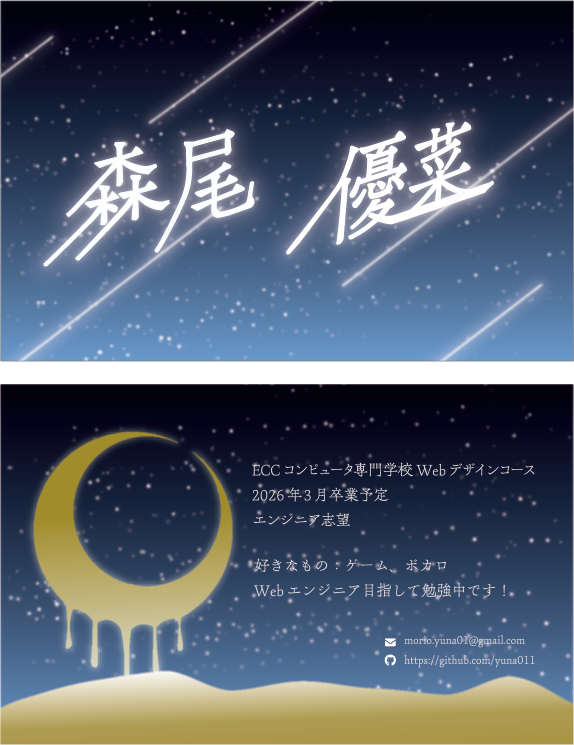 森尾 優菜
ECC コンピュータ専門学校 Web デザインコース
2026 年 3 月卒業予定
エンジニア志望
好きなもの：ゲーム、ボカロ
Web エンジニア目指して勉強中です！
morio.yuna01@gmail.com
https://github.com/yuna011